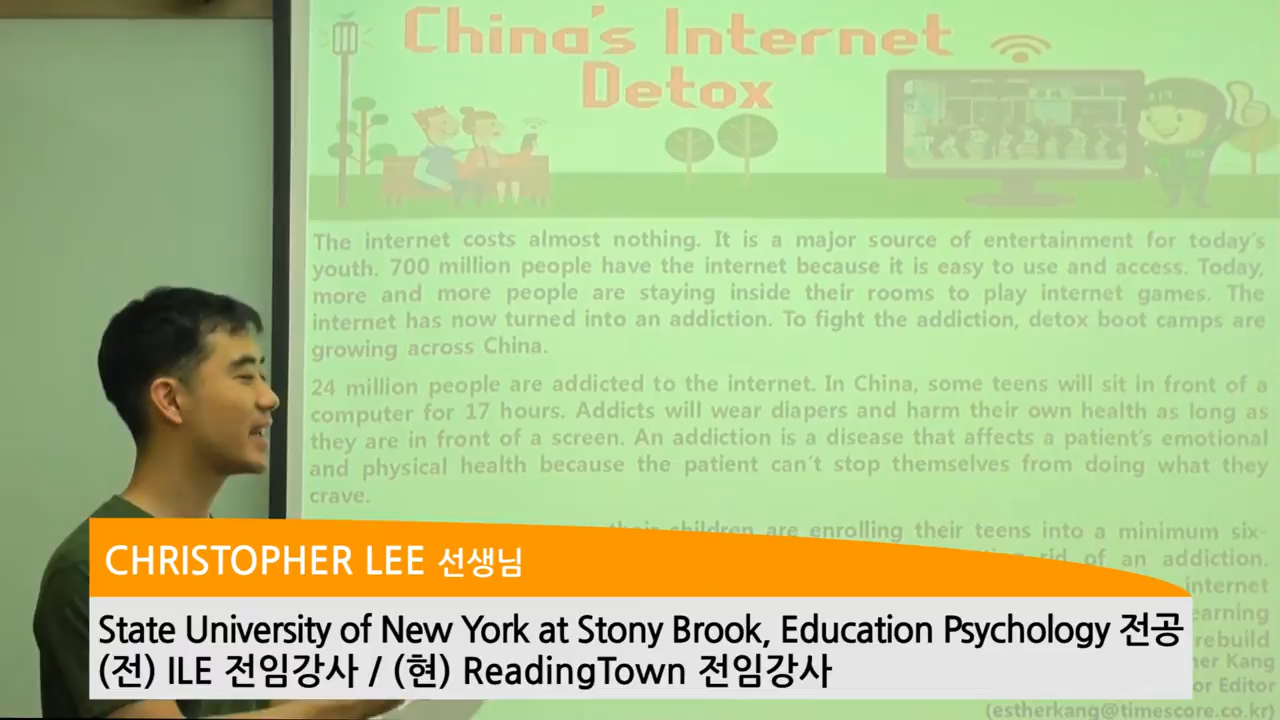 China's Internet
Detox
The internet costs almost nothing. It is a major source of entertainment for today's
youth. 700 million people have the internet because it is easy to use and access. Today,
more and more people are staying inside their rooms to play internet games. The
internet has now turned into an addiction. To fight the addiction, detox boot camps are
growing across China.
24 million people are addicted to the internet. In China, some teens will sit in front of a
computer for 17 hours. Addicts will wear diapers and harm their own health as long as
they are in front of a screen. An addiction is a disease that affects a patient's emotional
and physical health because the patient can't stop themselves from doing what they
crave.
their children are enrolling their teens into a minimum six-
rid of an addiction.
internet
rebuild
Kang
Editor
(estherkang@timescore.co.kr)
CHRISTOPHER LEE 선생님
State University of New York at Stony Brook, Education Psychology 전공
(전) ILE 전임강사 / (현) ReadingTown 전임강사